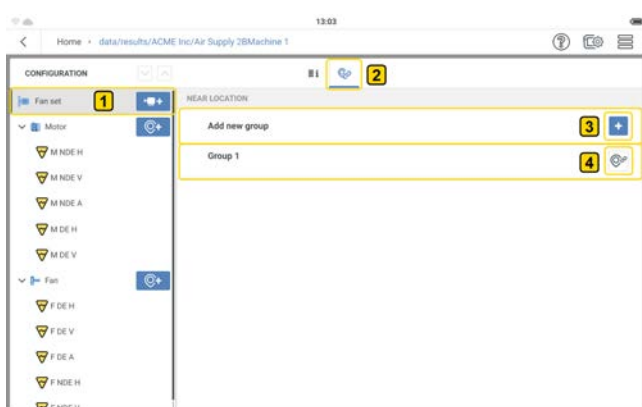 13:03
Home • data/results/ACME Inc/Air Supply 2BMachine 1
CONFIGURATION
2
Fan set 1
NEAR LOCATION
Motor
Add new group 3
M NDE H
Group 1 4
M NDE V
M NDE A
M DE H
M DE V
Fan
F DE H
F DE V
F DE A
F NDE H